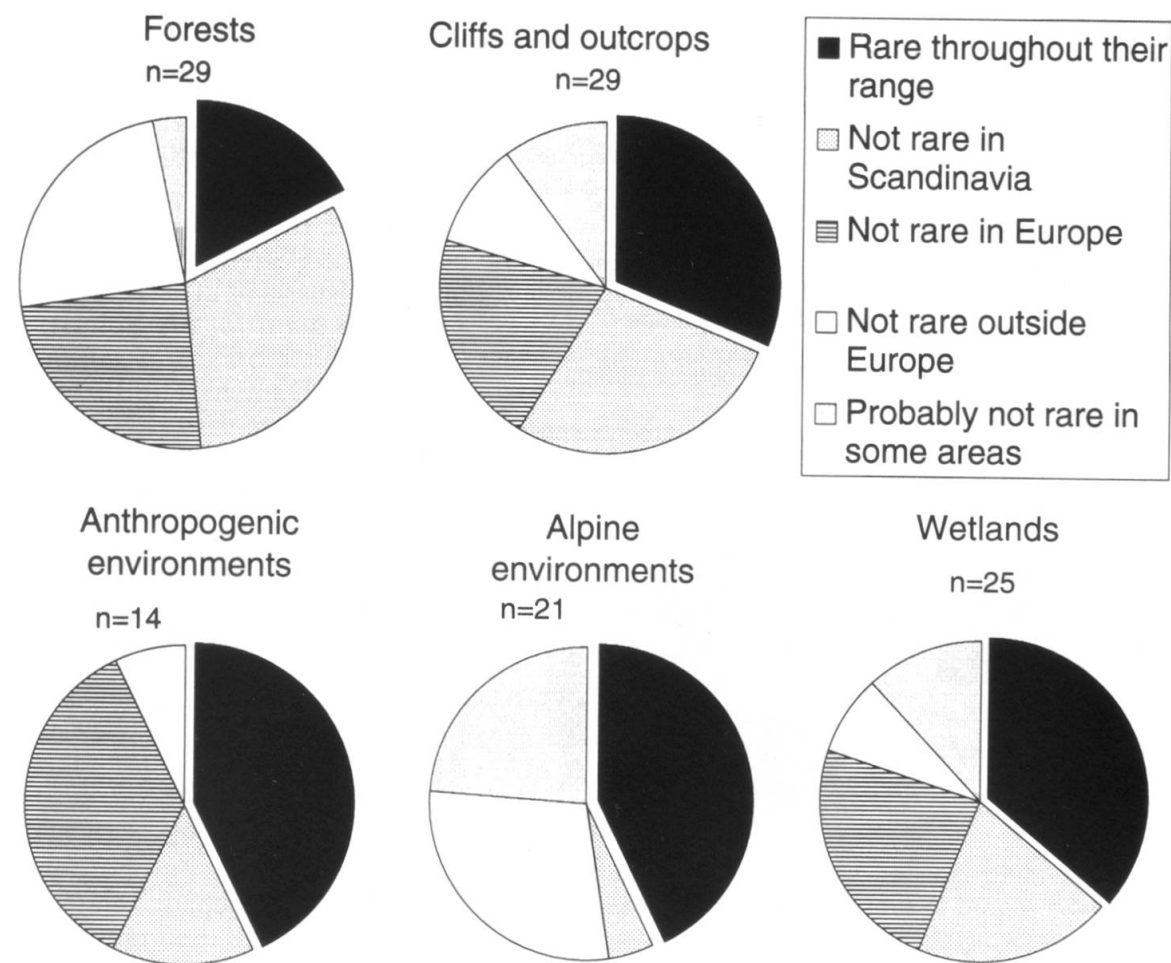 Forests
n=29
Cliffs and outcrops
n=29
Rare throughout their
range
Not rare in
Scandinavia
Not rare in Europe
Not rare outside
Europe
Probably not rare in
some areas
Anthropogenic
environments
n=14
Alpine
environments
n=21
Wetlands
n=25